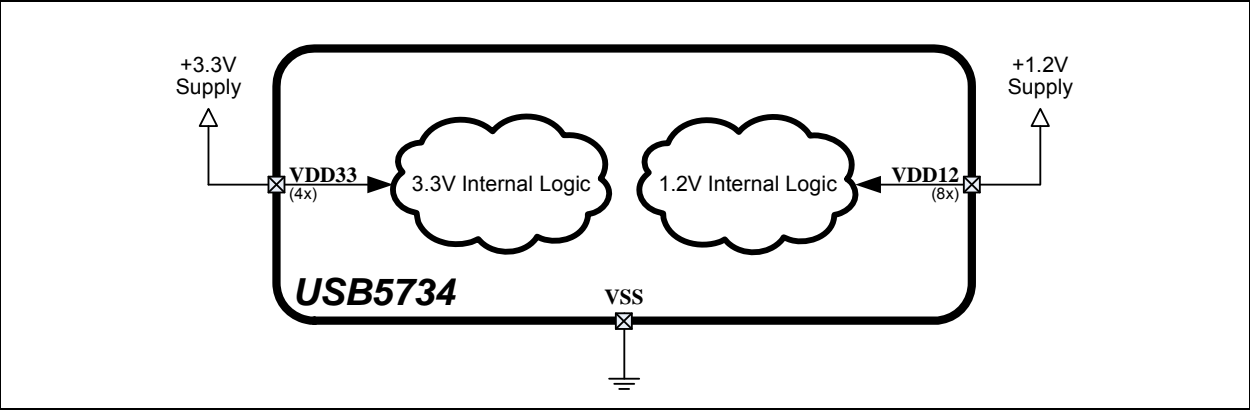 +3.3V
Supply
+1.2V
Supply
VDD33
(4x)
3.3V Internal Logic
1.2V Internal Logic
VDD12
(8x)
USB5734
VSS